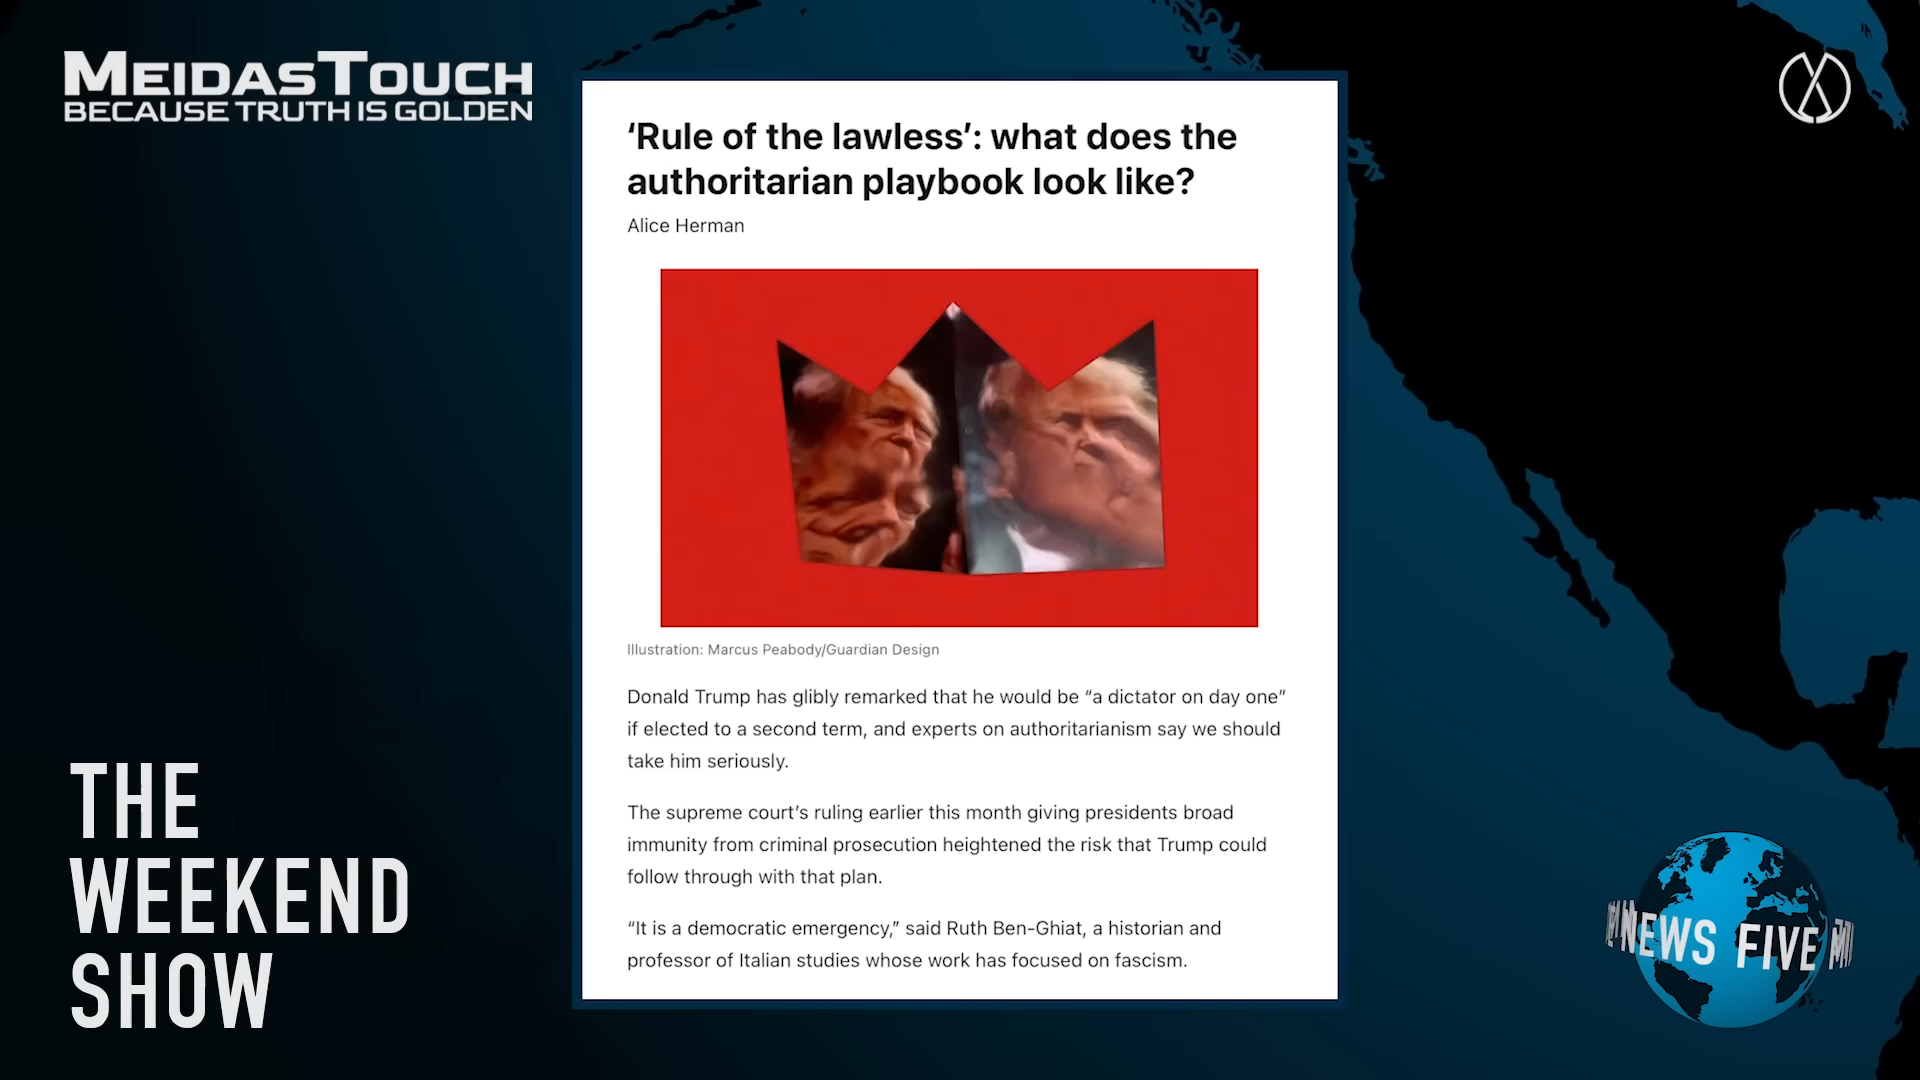 MEIDASTOUCH
BECAUSE TRUTH IS GOLDEN
‘Rule of the lawless’: what does the
authoritarian playbook look like?
Alice Herman
Illustration: Marcus Peabody/Guardian Design
Donald Trump has glibly remarked that he would be “a dictator on day one”
if elected to a second term, and experts on authoritarianism say we should
take him seriously.
The supreme court’s ruling earlier this month giving presidents broad
immunity from criminal prosecution heightened the risk that Trump could
follow through with that plan.
“It is a democratic emergency,” said Ruth Ben-Ghiat, a historian and
professor of Italian studies whose work has focused on fascism.
THE
WEEKEND
SHOW
NEWS FIVE